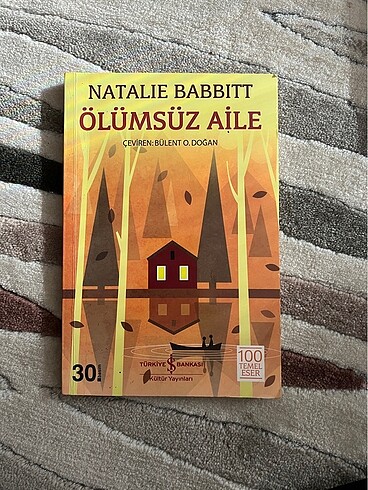 NATALIE BABBITT
ÖLÜMSÜZ AİLE
ÇEVİREN: BÜLENT O. DOĞAN
30.
TÜRKİYE İŞ BANKASI
Kültür Yayınları
100
TEMEL
ESER